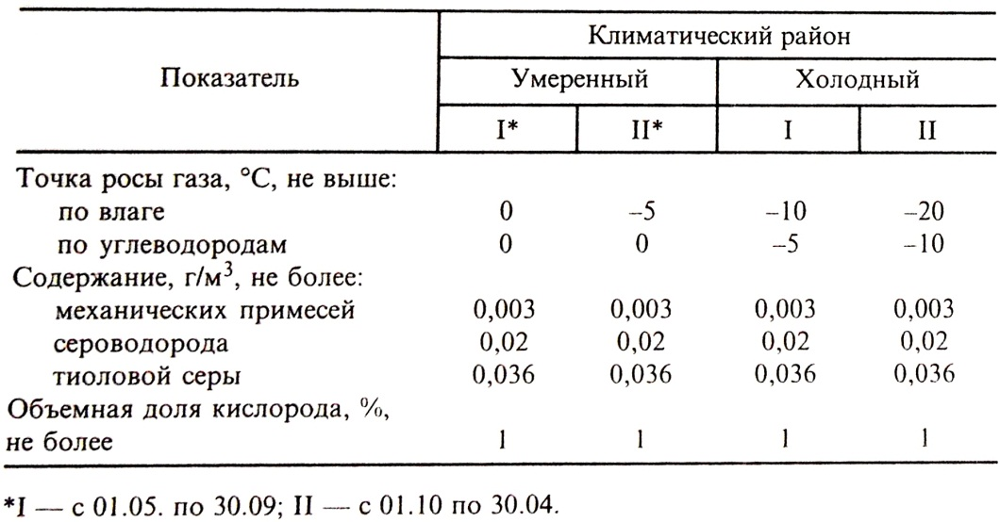 Показатель
Климатический район
Умеренный Холодный
I* II* I II
Точка росы газа, °С, не выше:
по влаге 0 –5 –10 –20
по углеводородам 0 0 –5 –10
Содержание, г/м³, не более:
механических примесей 0,003 0,003 0,003 0,003
сероводорода 0,02 0,02 0,02 0,02
тиоловой серы 0,036 0,036 0,036 0,036
Объемная доля кислорода, %,
не более 1 1 1 1
*I — с 01.05. по 30.09; II — с 01.10 по 30.04.